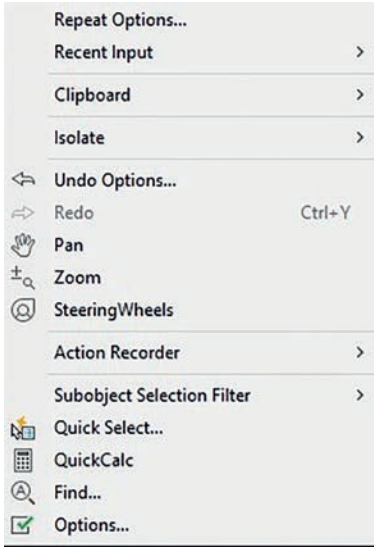 Repeat Options...
Recent Input >
Clipboard >
Isolate >
Undo Options...
Redo Ctrl+Y
Pan
Zoom
SteeringWheels
Action Recorder >
Subobject Selection Filter >
Quick Select...
QuickCalc
Find...
Options...